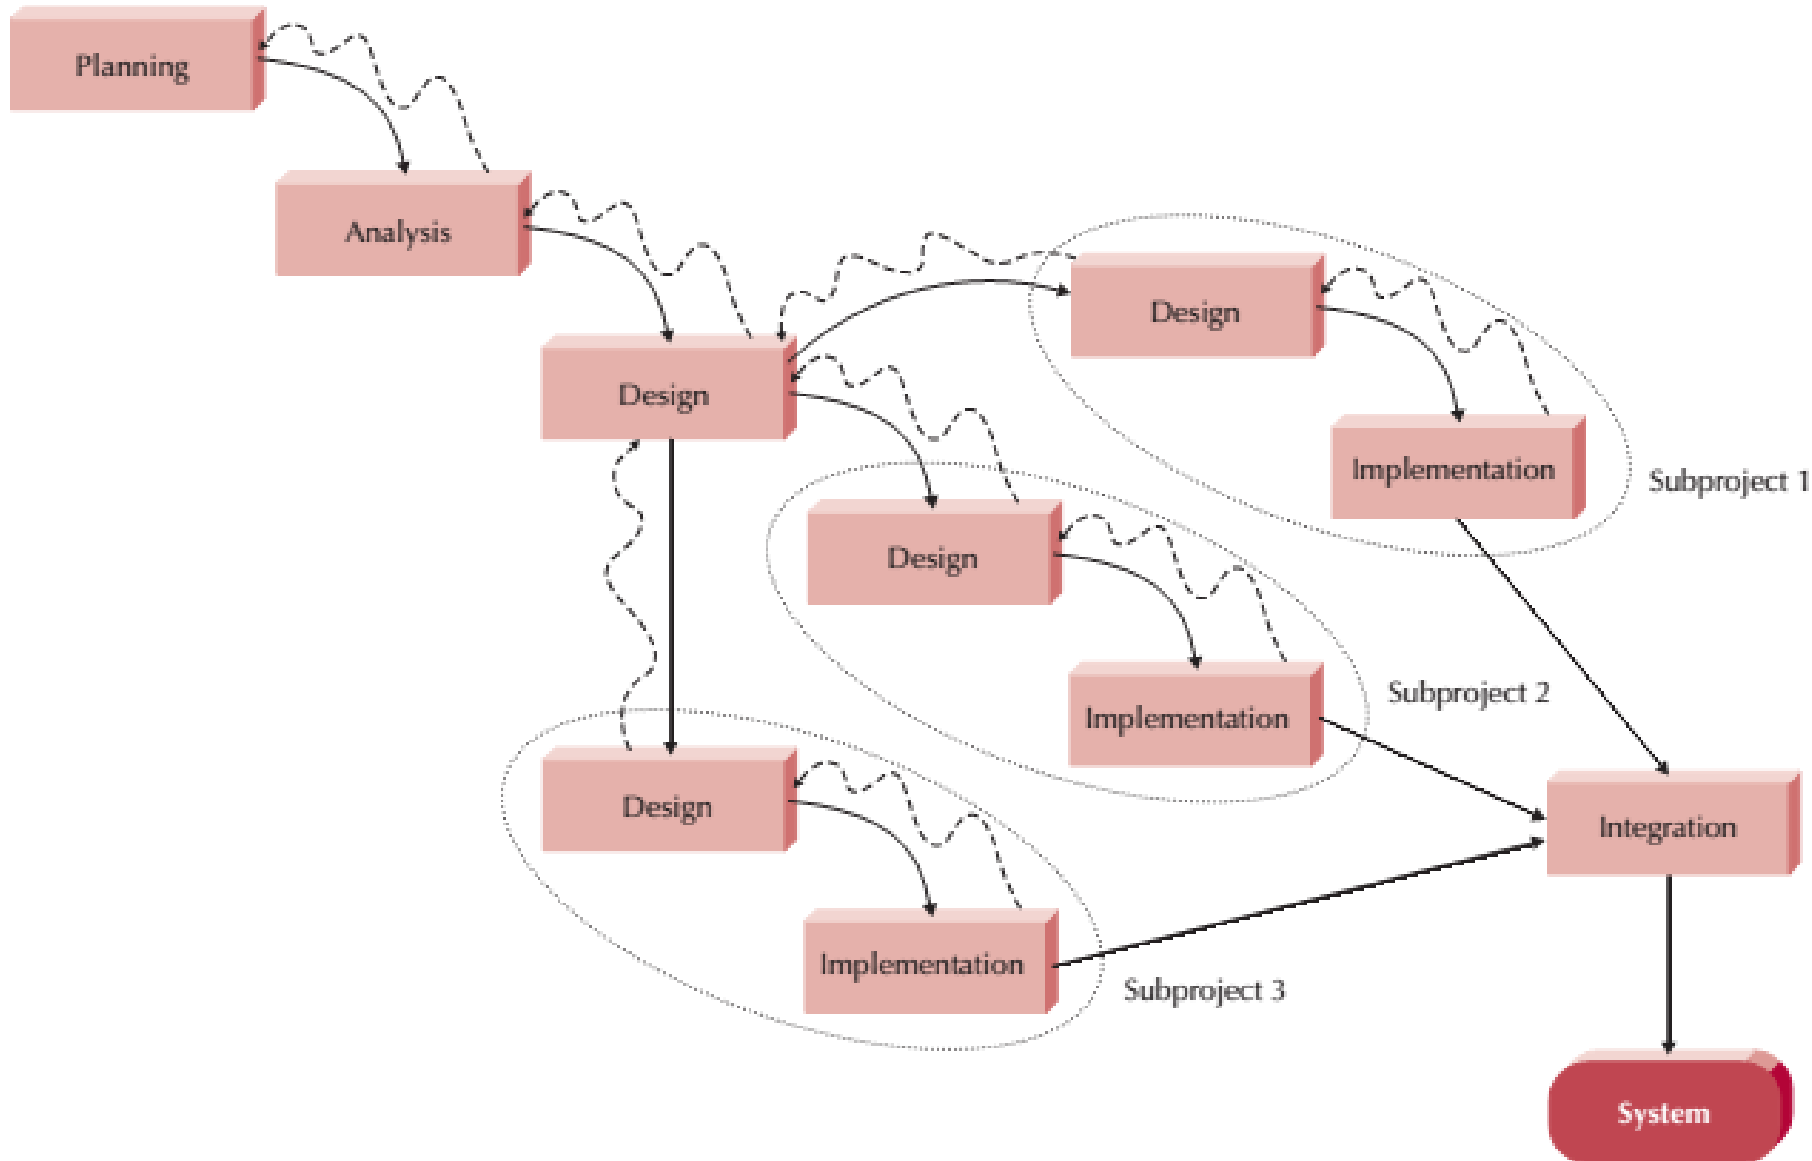 Planning
Analysis
Design
Design
Implementation
Subproject 1
Design
Implementation
Subproject 2
Design
Implementation
Subproject 3
Integration
System